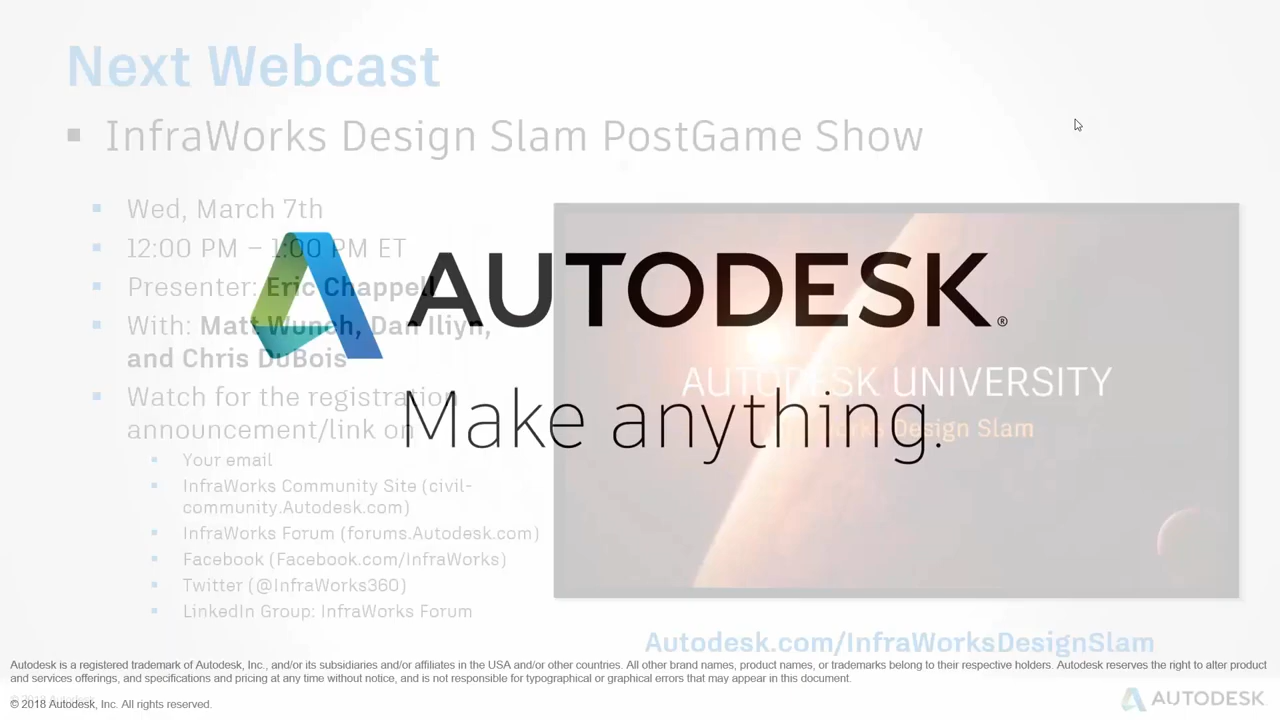 Next Webcast
InfraWorks Design Slam PostGame Show
Wed, March 7th
12:00 PM – 1:00 PM ET
Presenter: Eric Chappell
With: Matt Wunch, Dan Iliyn,
and Chris DuBois
Watch for the registration
announcement/link on
Your email
InfraWorks Community Site (civil-
community.Autodesk.com)
InfraWorks Forum (forums.Autodesk.com)
Facebook (Facebook.com/InfraWorks)
Twitter (@InfraWorks360)
LinkedIn Group: InfraWorks Forum
AUTODESK®
Make anything.
AUTODESK UNIVERSITY
Design Slam
Autodesk.com/InfraWorksDesignSlam
Autodesk is a registered trademark of Autodesk, Inc., and/or its subsidiaries and/or affiliates in the USA and/or other countries. All other brand names, product names, or trademarks belong to their respective holders. Autodesk reserves the right to alter product
and services offerings, and specifications and pricing at any time without notice, and is not responsible for typographical or graphical errors that may appear in this document.
© 2018 Autodesk
© 2018 Autodesk, Inc. All rights reserved.
AUTODESK